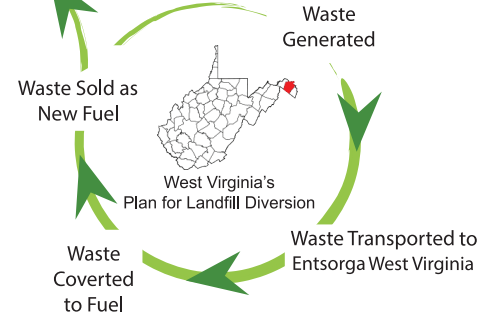 Waste
Generated
Waste Sold as
New Fuel
West Virginia's
Plan for Landfill Diversion
Waste Transported to
Entsorga West Virginia
Waste
Coverted
to Fuel